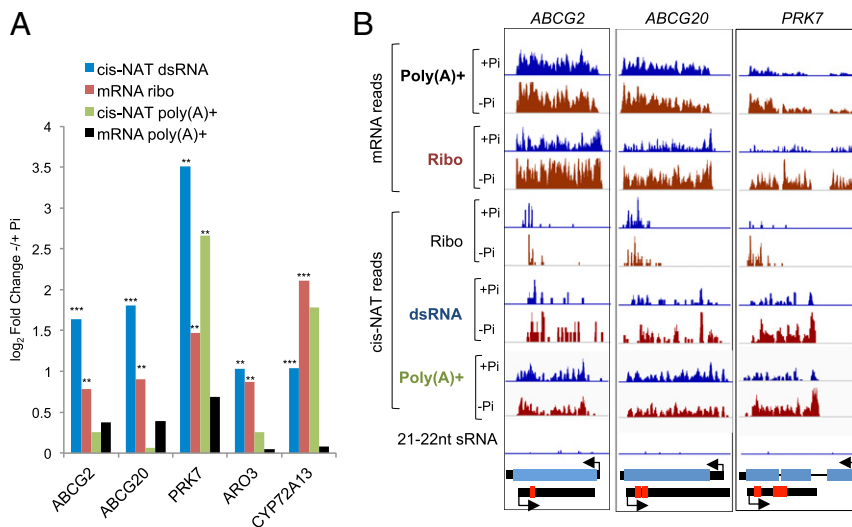 A
cis-NAT dsRNA
mRNA ribo
cis-NAT poly(A)+
mRNA poly(A)+
log2 Fold Change -/+ Pi
4
3.5
3
2.5
2
1.5
1
0.5
0
***
**
***
**
**
**
**
**
**
***
***
ABCG2
ABCG20
PRK7
ARO3
CYP72A13
B
ABCG2
ABCG20
PRK7
mRNA reads
Poly(A)+
+Pi
-Pi
Ribo
+Pi
-Pi
cis-NAT reads
Ribo
+Pi
-Pi
dsRNA
+Pi
-Pi
Poly(A)+
+Pi
-Pi
21-22nt sRNA